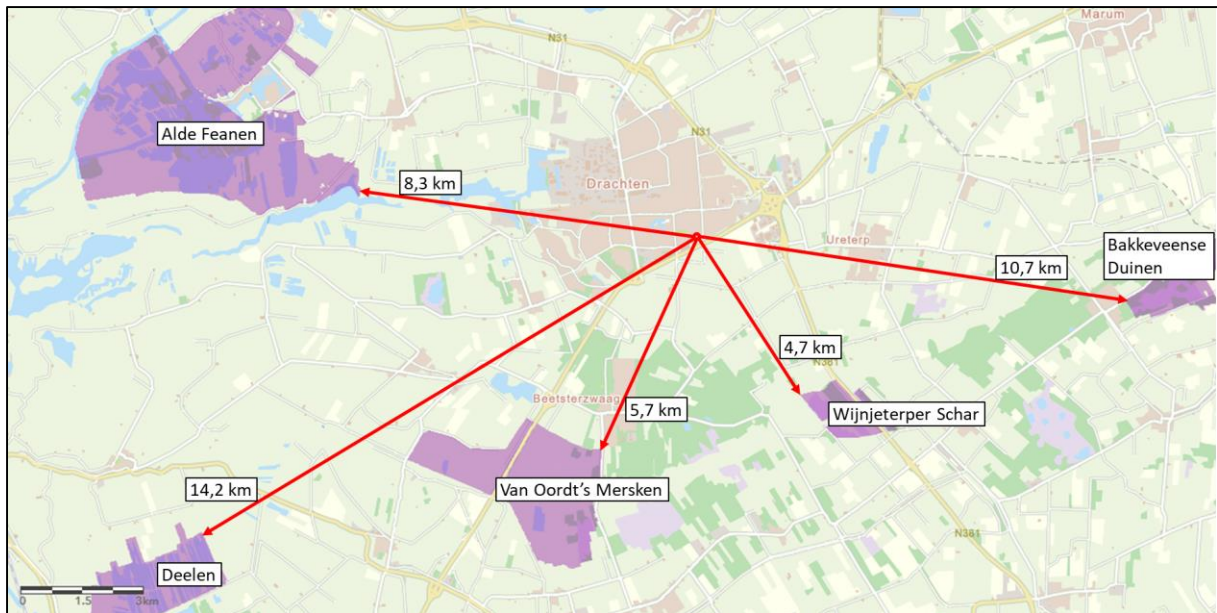 N31
Marum
Alde Feanen
N31
8,3 km
Drachten
Ureterp
Bakkeveense
Duinen
10,7 km
4,7 km
N381
Beetsterzwaag
5,7 km
Wijnjeterper Schar
14,2 km
Van Oordt's Mersken
N381
Deelen
0 1.5 3km